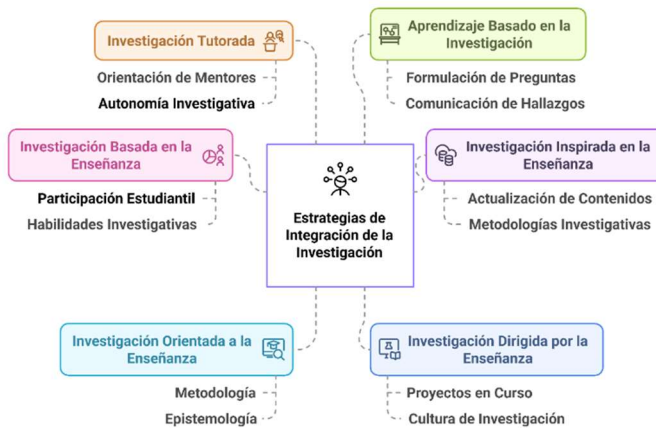 Investigación Tutorada
Orientación de Mentores
Autonomía Investigativa
Aprendizaje Basado en la
Investigación
Formulación de Preguntas
Comunicación de Hallazgos
Investigación Basada en la
Enseñanza
Participación Estudiantil
Habilidades Investigativas
Estrategias de
Integración de la
Investigación
Investigación Inspirada en la
Enseñanza
Actualización de Contenidos
Metodologías Investigativas
Investigación Orientada a la
Enseñanza
Metodología
Epistemología
Investigación Dirigida por la
Enseñanza
Proyectos en Curso
Cultura de Investigación